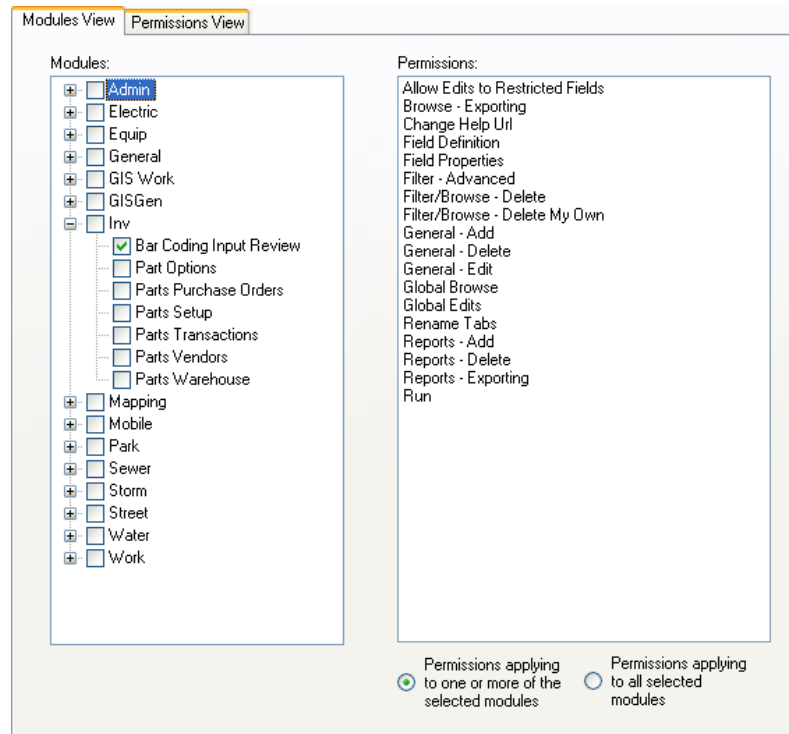 Modules View
Permissions View
Modules:
Admin
Electric
Equip
General
GIS Work
GISGen
Inv
Bar Coding Input Review
Part Options
Parts Purchase Orders
Parts Setup
Parts Transactions
Parts Vendors
Parts Warehouse
Mapping
Mobile
Park
Sewer
Storm
Street
Water
Work
Permissions:
Allow Edits to Restricted Fields
Browse - Exporting
Change Help Url
Field Definition
Field Properties
Filter - Advanced
Filter/Browse - Delete
Filter/Browse - Delete My Own
General - Add
General - Delete
General - Edit
Global Browse
Global Edits
Rename Tabs
Reports - Add
Reports - Delete
Reports - Exporting
Run
Permissions applying
to one or more of the
selected modules
Permissions applying
to all selected
modules